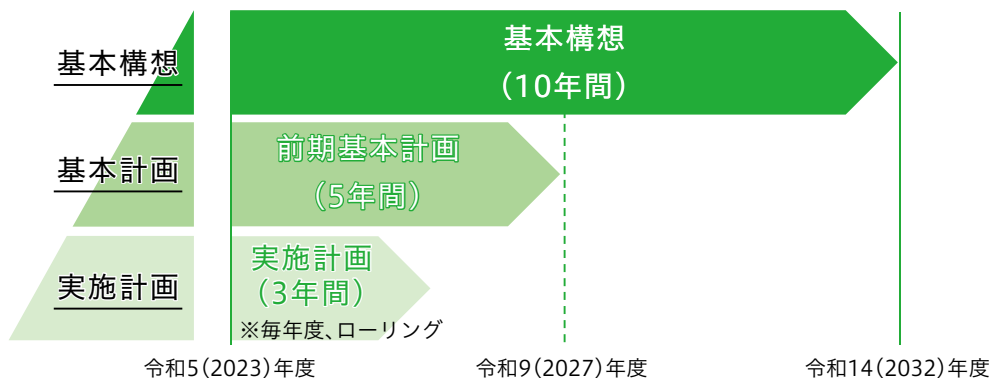 基本構想
基本構想
（10年間）
基本計画
前期基本計画
（5年間）
実施計画
実施計画
（3年間）
※毎年度、ローリング
令和5（2023）年度
令和9（2027）年度
令和14（2032）年度